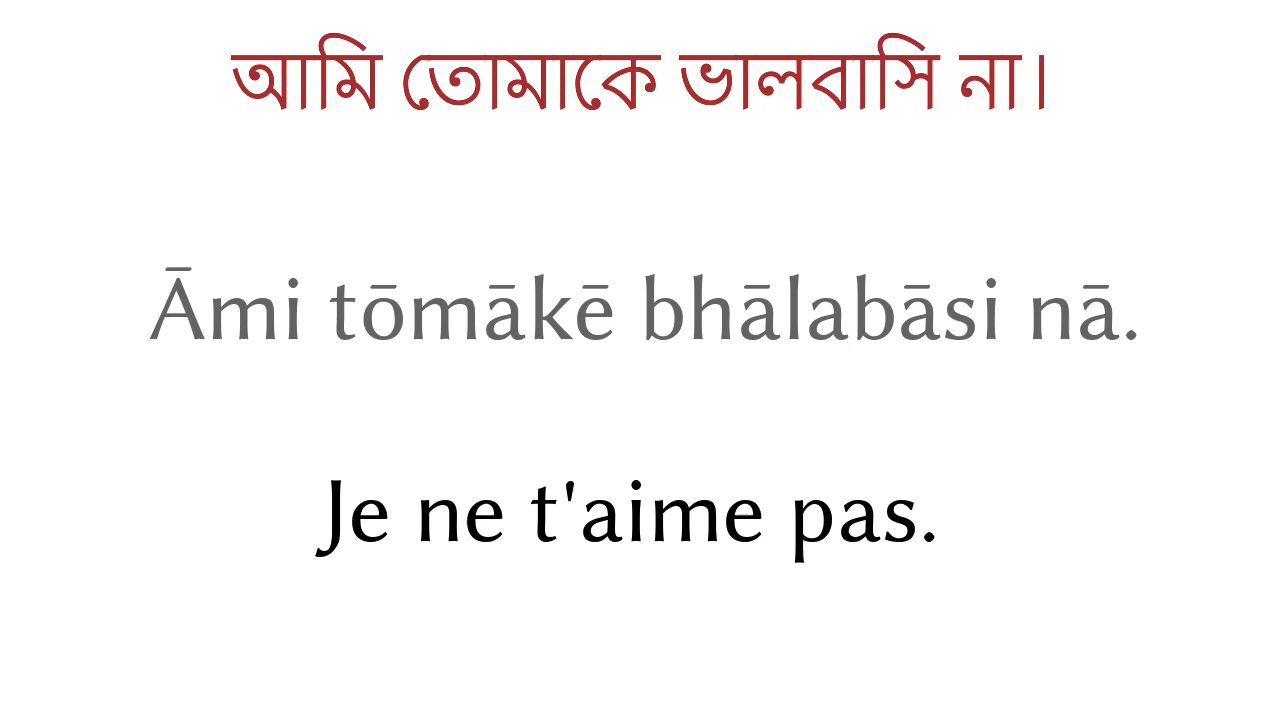 আমি তোমাকে ভালবাসি না।
Āmi tōmākē bhālabāsi nā.
Je ne t'aime pas.